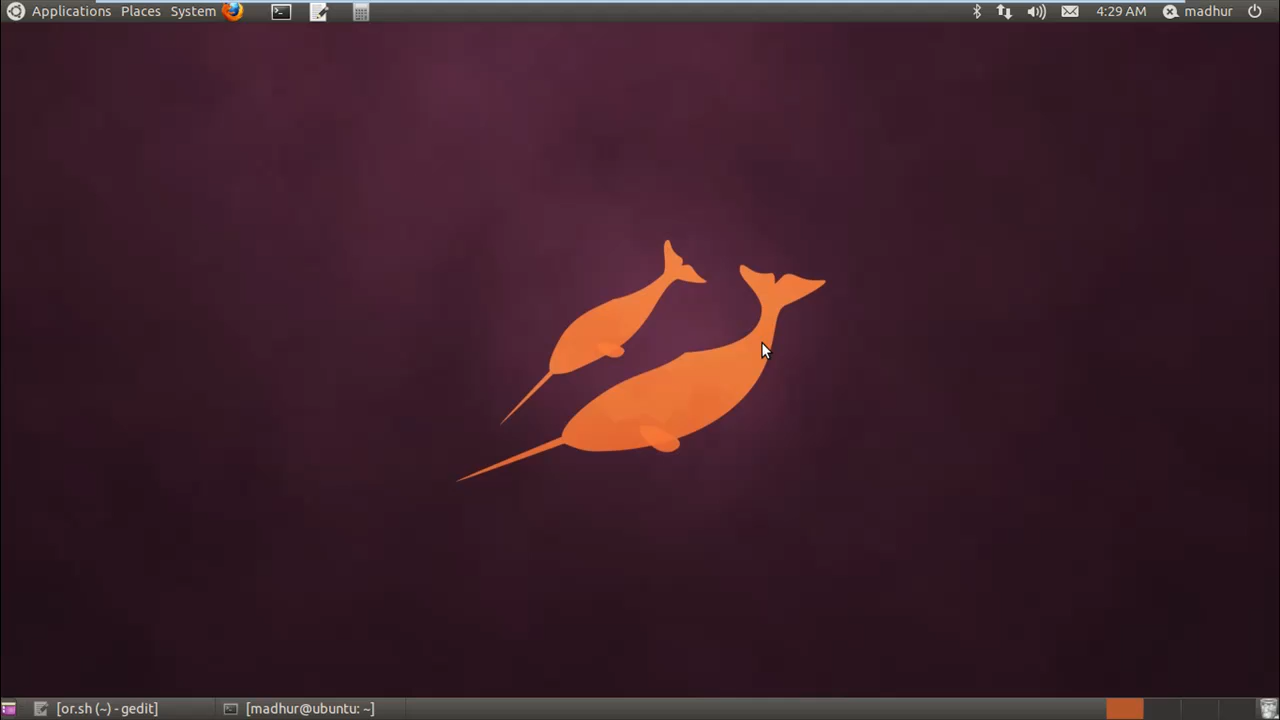 Applications Places System 4:29 AM madhur
[or.sh (~) - gedit] [madhur@ubuntu: ~]